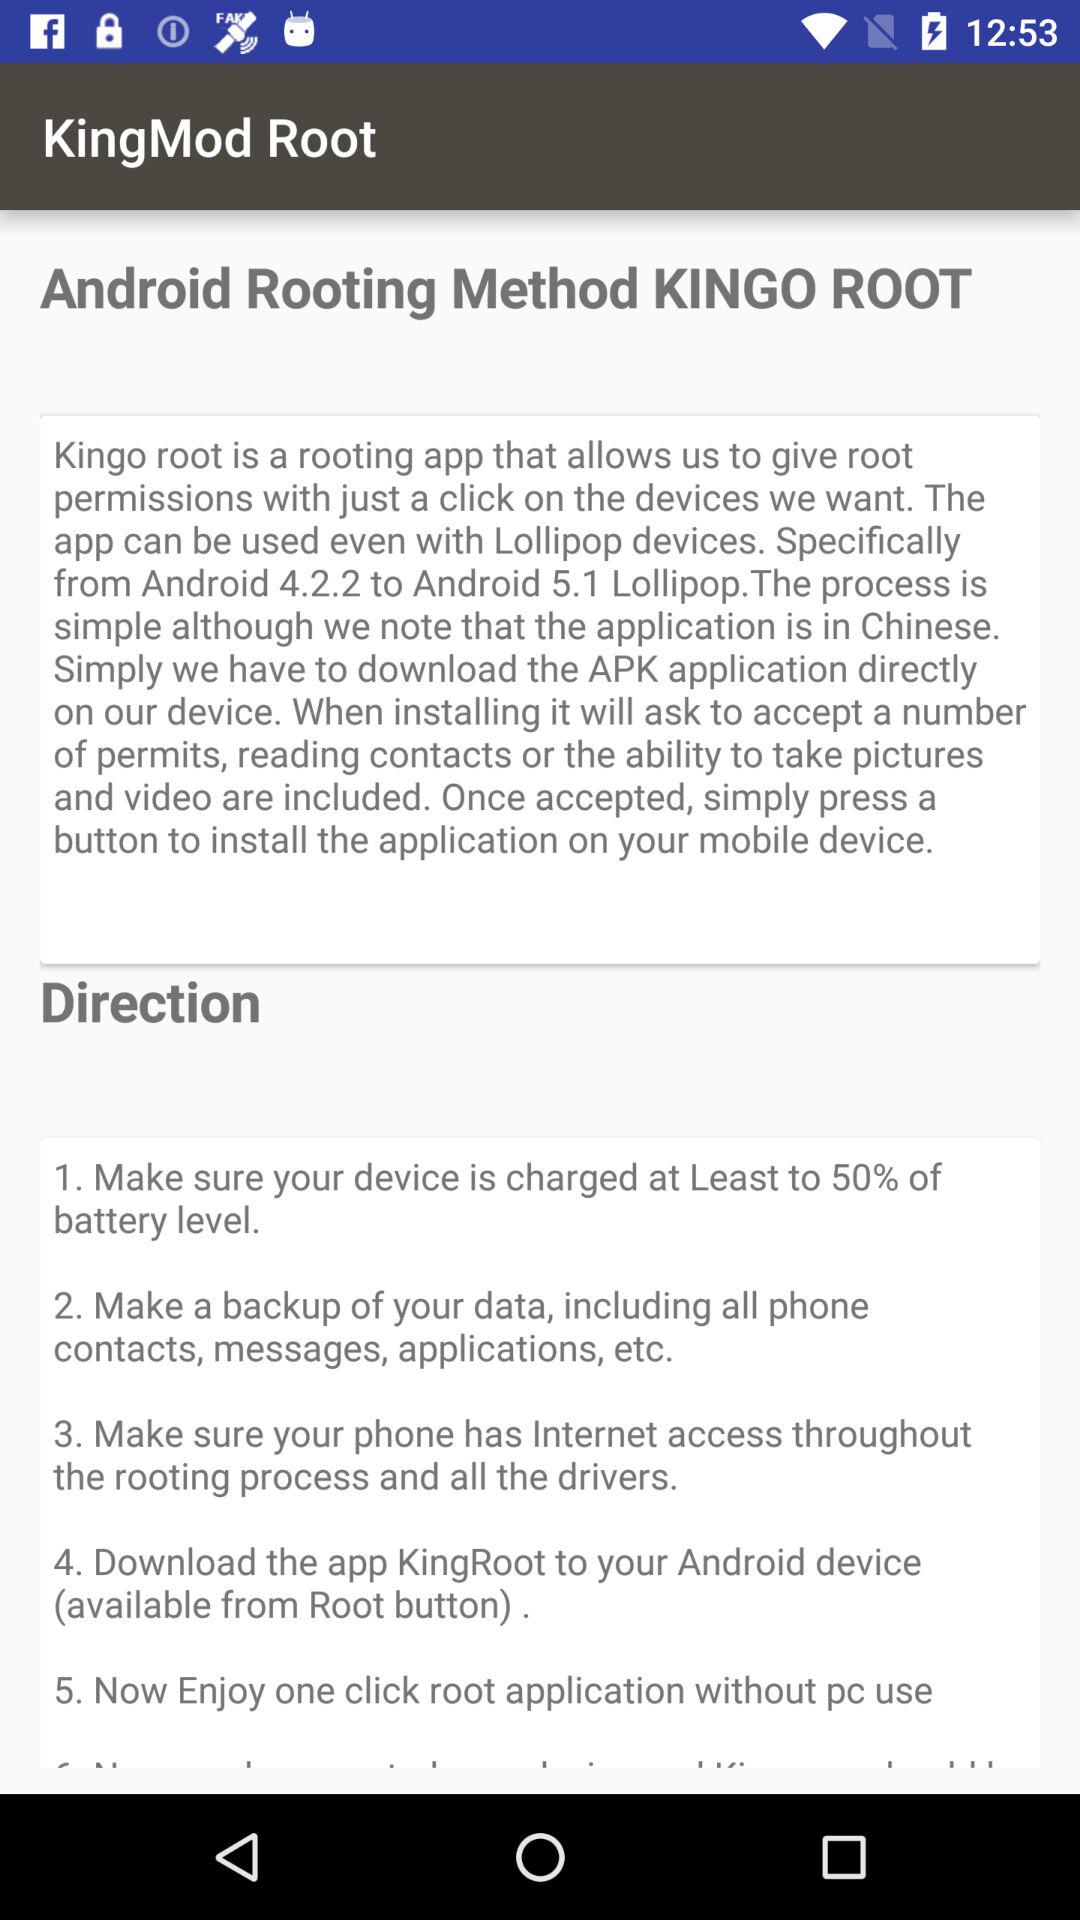 FAKE
12:53
KingMod Root
Android Rooting Method KINGO ROOT
Kingo root is a rooting app that allows us to give root
permissions with just a click on the devices we want. The
app can be used even with Lollipop devices. Specifically
from Android 4.2.2 to Android 5.1 Lollipop.The process is
simple although we note that the application is in Chinese.
Simply we have to download the APK application directly
on our device. When installing it will ask to accept a number
of permits, reading contacts or the ability to take pictures
and video are included. Once accepted, simply press a
button to install the application on your mobile device.
Direction
1. Make sure your device is charged at Least to 50% of
battery level.
2. Make a backup of your data, including all phone
contacts, messages, applications, etc.
3. Make sure your phone has Internet access throughout
the rooting process and all the drivers.
4. Download the app KingRoot to your Android device
(available from Root button) .
5. Now Enjoy one click root application without pc use